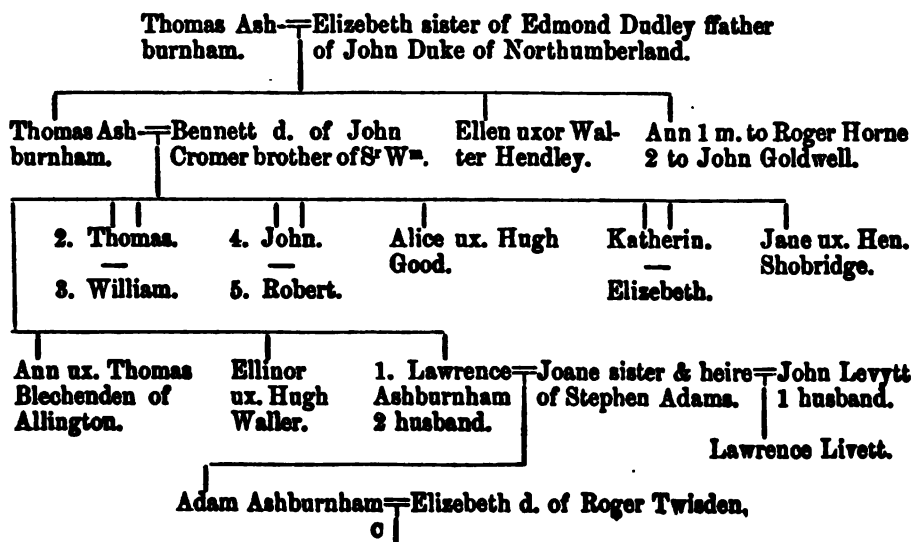 Thomas Ash- Elizebeth sister of Edmond Dudley ffather
burnham. of John Duke of Northumberland.
Thomas Ash- Bennett d. of John Ellen uxor Wal- Ann 1 m. to Roger Horne
burnham. Cromer brother of Sr Wm. ter Hendley. 2 to John Goldwell.
2. Thomas. 4. John. Alice ux. Hugh Katherin. Jane ux. Hen.
Good. Shobridge.
3. William. 5. Robert. Elizebeth.
Ann ux. Thomas Ellinor 1. Lawrence Joane sister & heire John Levytt
Blechenden of ux. Hugh Ashburnham of Stephen Adams. 1 husband.
Allington. Waller. 2 husband.
Lawrence Livett.
Adam Ashburnham Elizebeth d. of Roger Twisden,
C